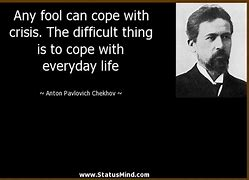 Any fool can cope with
crisis. The difficult thing
is to cope with
everyday life
~ Anton Pavlovich Chekhov ~
www.StatusMind.com